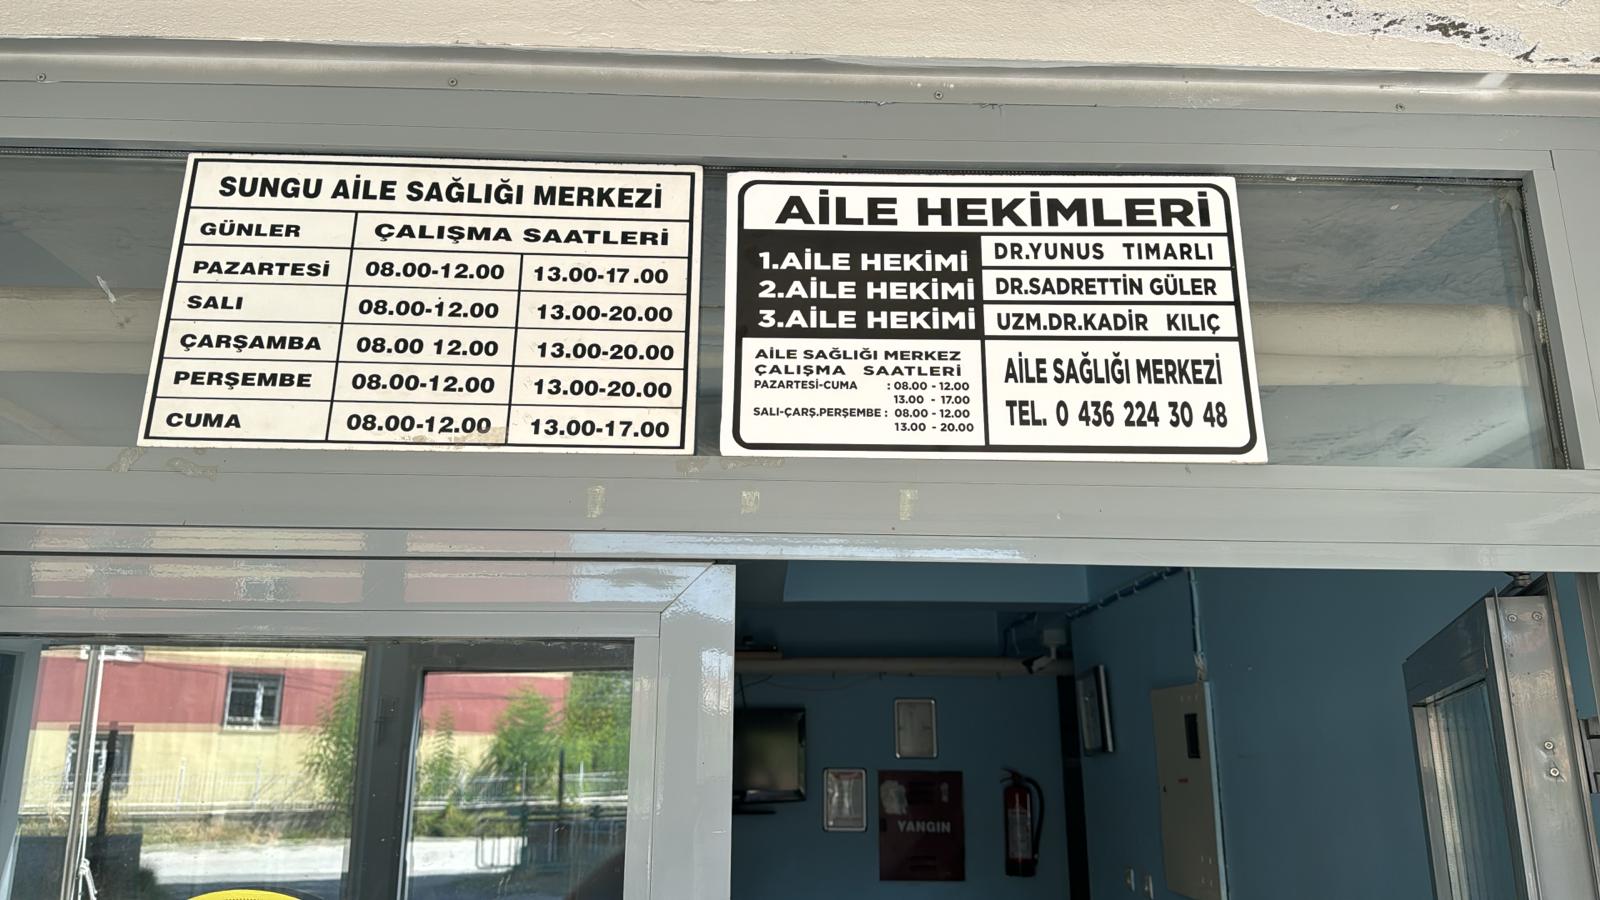 SUNGU AİLE SAĞLIĞI MERKEZİ
GÜNLER ÇALIŞMA SAATLERİ
PAZARTESİ 08.00-12.00 13.00-17.00
SALI 08.00-12.00 13.00-20.00
ÇARŞAMBA 08.00 12.00 13.00-20.00
PERŞEMBE 08.00-12.00 13.00-20.00
CUMA 08.00-12.00 13.00-17.00
AİLE HEKİMLERİ
1.AİLE HEKİMİ DR.YUNUS TIMARLI
2.AİLE HEKİMİ DR.SADRETTİN GÜLER
3.AİLE HEKİMİ UZM.DR.KADİR KILIÇ
AİLE SAĞLIĞI MERKEZ
ÇALIŞMA SAATLERİ
PAZARTESİ-CUMA : 08.00 - 12.00
13.00 - 17.00
SALI-ÇARŞ.PERŞEMBE : 08.00 - 12.00
13.00 - 20.00
AİLE SAĞLIĞI MERKEZİ
TEL. 0 436 224 30 48
YANGIN